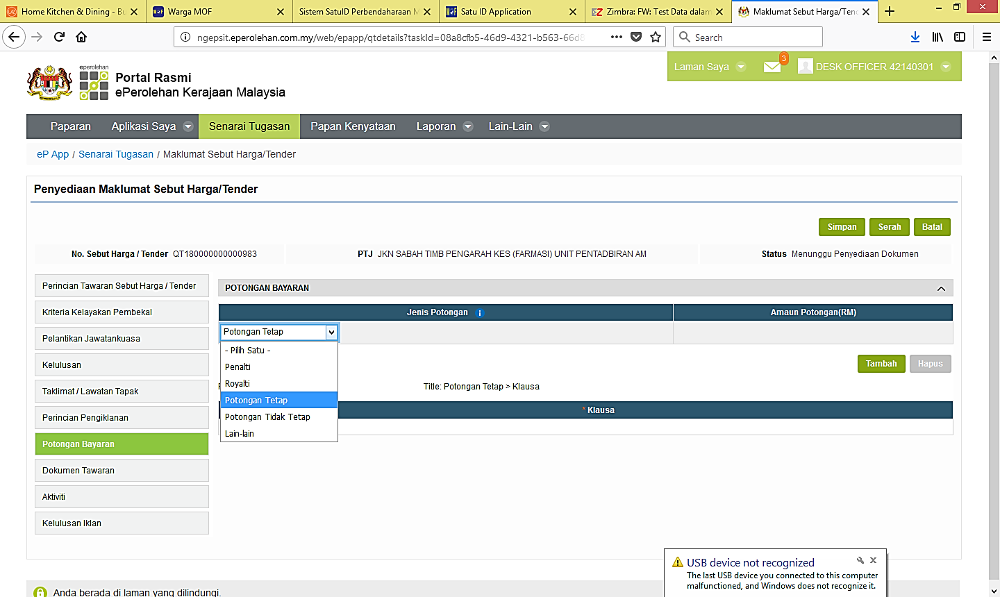 Home Kitchen & Dining - Bu
Warga MOF
Sistem SatuID Perbendaharaan M
Satu ID Application
Zimbra: FW: Test Data dalam
Maklumat Sebut Harga/Tend
ngepsit.eperolehan.com.my/web/epapp/qtdetails?taskId=08a8cfb5-46d9-4321-b563-66d8
Search
eperolehan
Portal Rasmi
ePerolehan Kerajaan Malaysia
Laman Saya
3
DESK OFFICER 42140301
Paparan
Aplikasi Saya
Senarai Tugasan
Papan Kenyataan
Laporan
Lain-Lain
eP App / Senarai Tugasan / Maklumat Sebut Harga/Tender
Penyediaan Maklumat Sebut Harga/Tender
Simpan
Serah
Batal
No. Sebut Harga / Tender QT180000000000983
PTJ JKN SABAH TIMB PENGARAH KES (FARMASI) UNIT PENTADBIRAN AM
Status Menunggu Penyediaan Dokumen
Perincian Tawaran Sebut Harga / Tender
Kriteria Kelayakan Pembekal
Pelantikan Jawatankuasa
Kelulusan
Taklimat / Lawatan Tapak
Perincian Pengiklanan
Potongan Bayaran
Dokumen Tawaran
Aktiviti
Kelulusan Iklan
POTONGAN BAYARAN
Jenis Potongan
Amaun Potongan(RM)
Potongan Tetap
- Pilih Satu -
Penalti
Royalti
Potongan Tetap
Potongan Tidak Tetap
Lain-lain
Tambah
Hapus
Title: Potongan Tetap > Klausa
* Klausa
USB device not recognized
The last USB device you connected to this computer
malfunctioned, and Windows does not recognize it.
Anda berada di laman yang dilindungi.